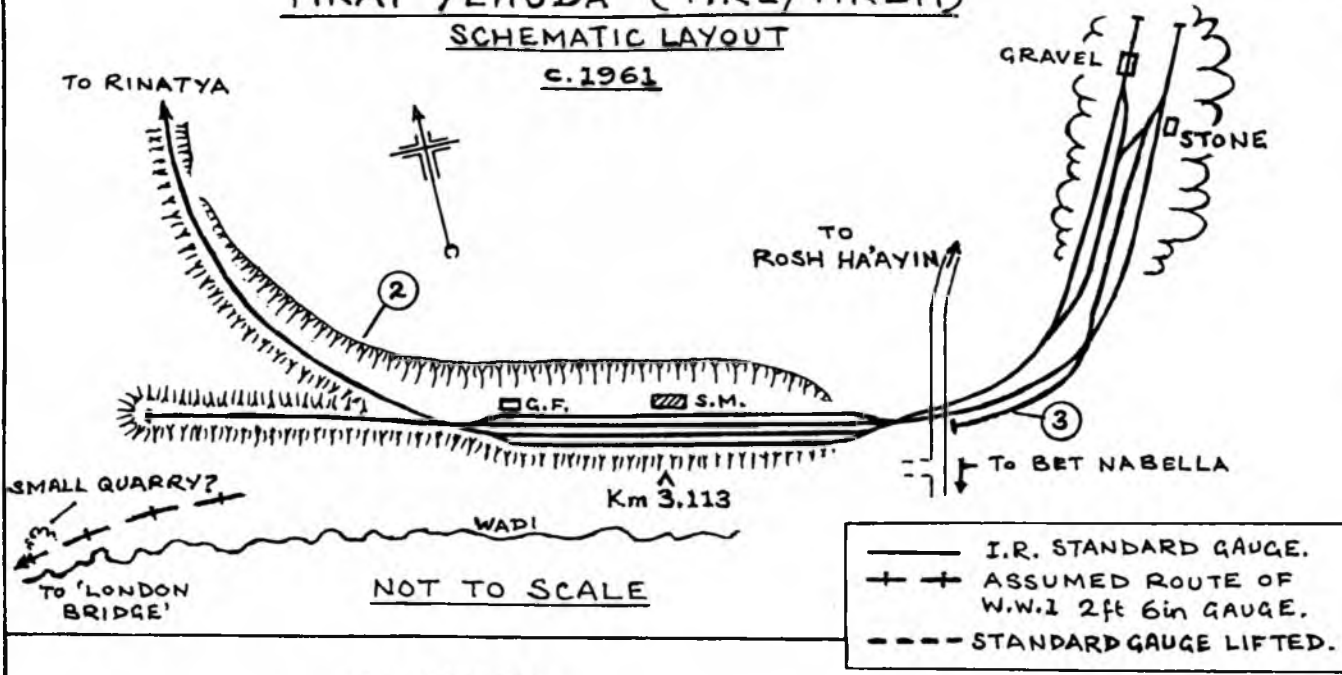 SCHEMATIC LAYOUT
c. 1961
TO RINATYA
GRAVEL
STONE
TO
ROSH HA'AYIN
2
G.F.
S.M.
3
TO BET NABELLA
Km 3.113
SMALL QUARRY?
WADI
TO 'LONDON
BRIDGE'
NOT TO SCALE
I.R. STANDARD GAUGE.
ASSUMED ROUTE OF
W.W.1 2ft 6in GAUGE.
STANDARD GAUGE LIFTED.